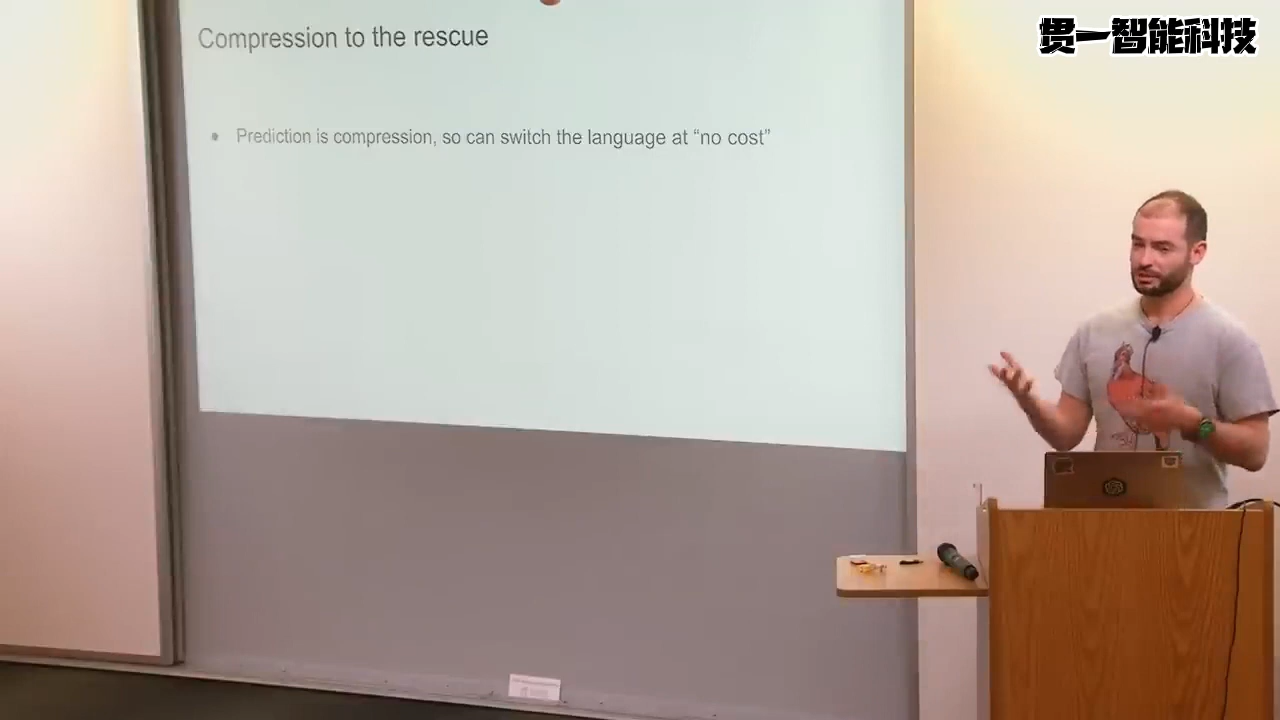 Compression to the rescue
贯一智能科技
• Prediction is compression, so can switch the language at “no cost”